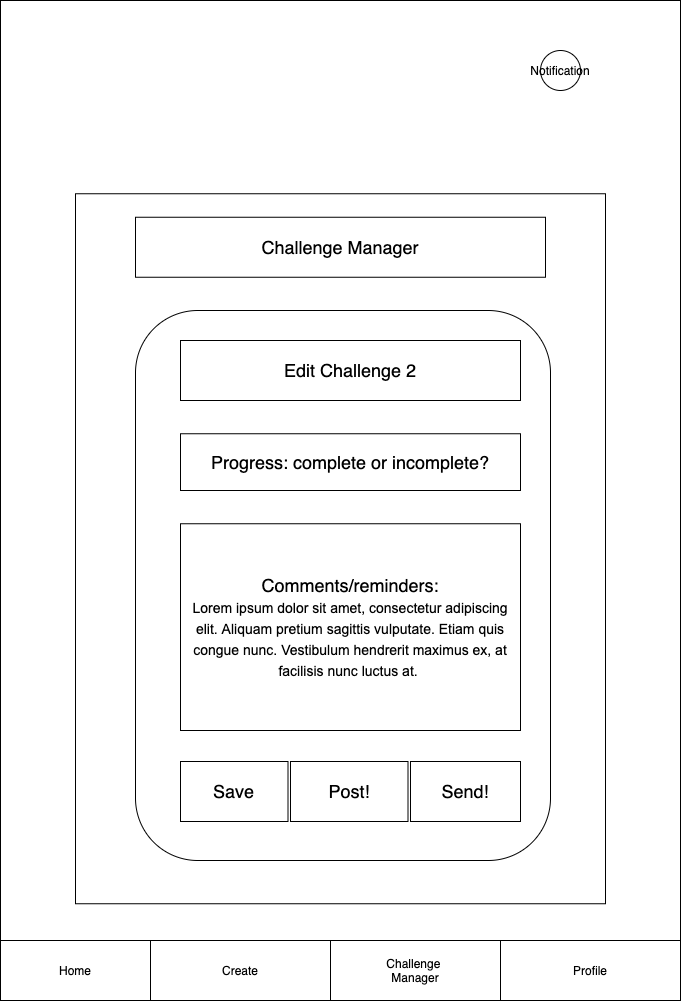 Notification
Challenge Manager
Edit Challenge 2
Progress: complete or incomplete?
Comments/reminders:
Lorem ipsum dolor sit amet, consectetur adipiscing
elit. Aliquam pretium sagittis vulputate. Etiam quis
congue nunc. Vestibulum hendrerit maximus ex, at
facilisis nunc luctus at.
Save
Post!
Send!
Home
Create
Challenge
Manager
Profile